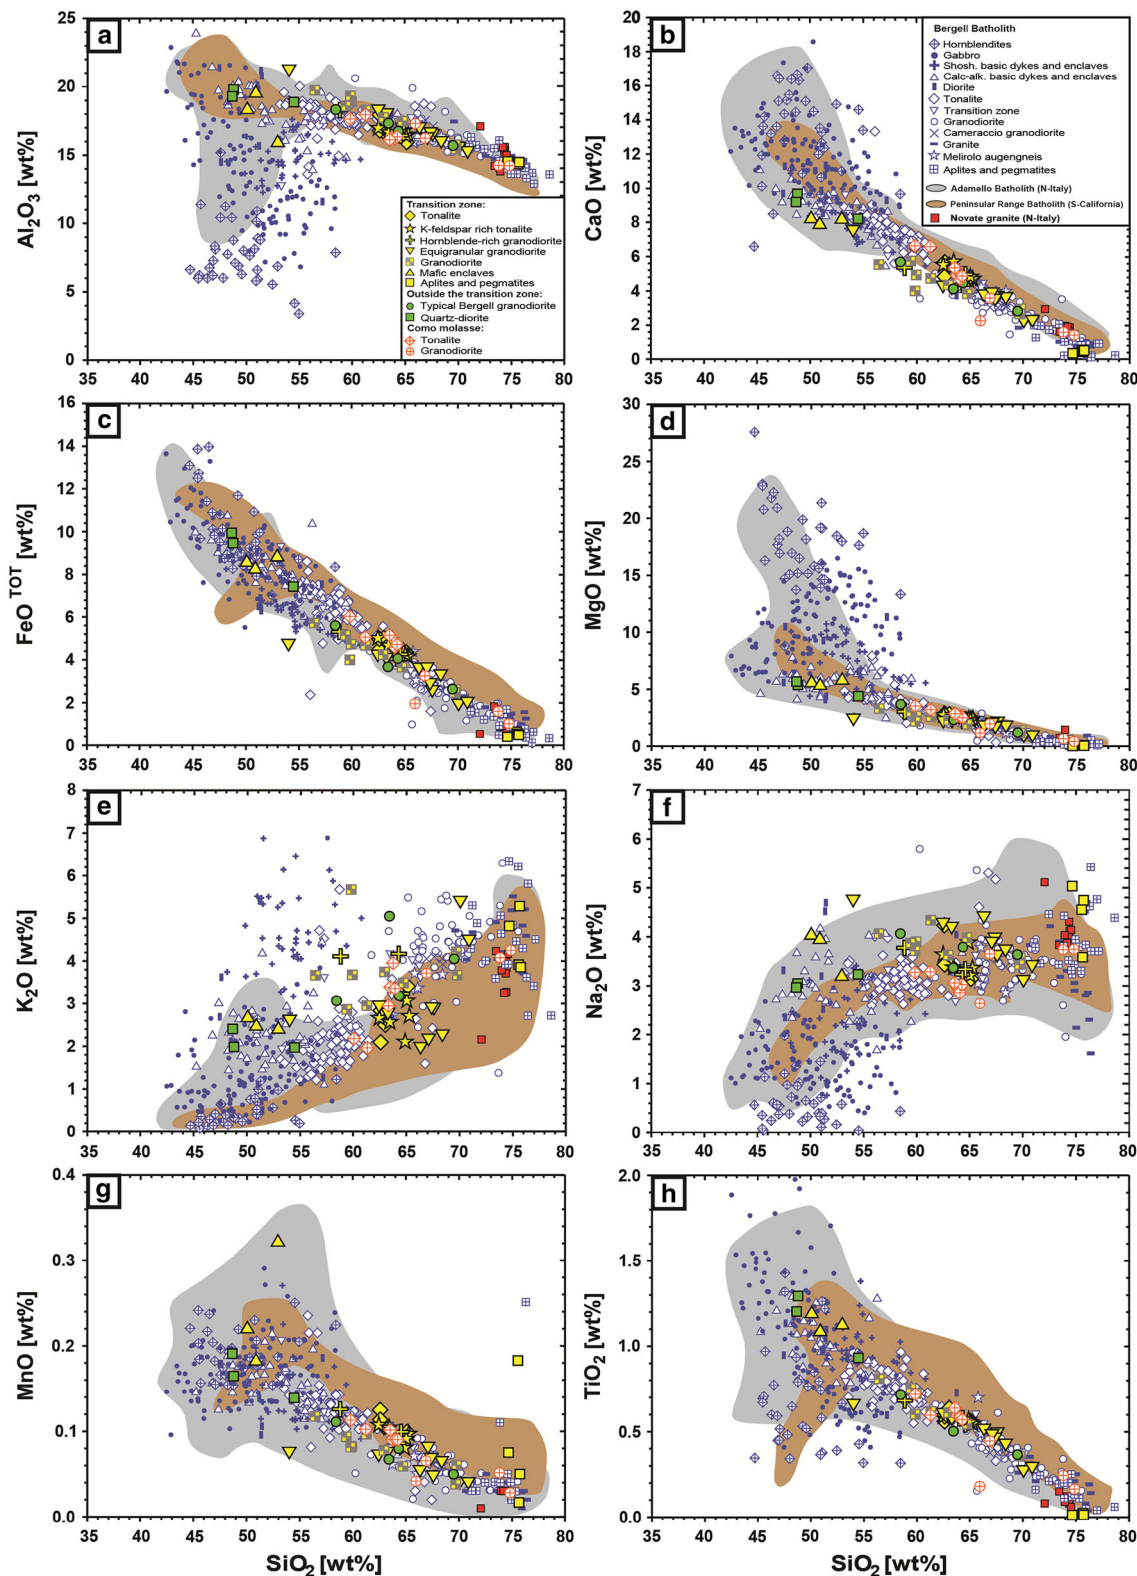 a
Al2O3 [wt%]
25
20
15
10
5
0
35 40 45 50 55 60 65 70 75 80
Transition zone:
Tonalite
K-feldspar rich tonalite
Hornblende-rich granodiorite
Equigranular granodiorite
Granodiorite
Mafic enclaves
Aplites and pegmatites
Outside the transition zone:
Typical Bergell granodiorite
Quartz-diorite
Como molasse:
Tonalite
Granodiorite
b
CaO [wt%]
20
18
16
14
12
10
8
6
4
2
0
35 40 45 50 55 60 65 70 75 80
Bergell Batholith
Hornblendites
Gabbro
Shosh. basic dykes and enclaves
Calc-alk. basic dykes and enclaves
Diorite
Tonalite
Transition zone
Granodiorite
Cameraccio granodiorite
Granite
Melirolo augengneis
Aplites and pegmatites
Adamello Batholith (N-Italy)
Peninsular Range Batholith (S-California)
Novate granite (N-Italy)
c
FeO TOT [wt%]
16
14
12
10
8
6
4
2
0
35 40 45 50 55 60 65 70 75 80
d
MgO [wt%]
30
25
20
15
10
5
0
35 40 45 50 55 60 65 70 75 80
e
K2O [wt%]
8
7
6
5
4
3
2
1
0
35 40 45 50 55 60 65 70 75 80
f
Na2O [wt%]
7
6
5
4
3
2
1
0
35 40 45 50 55 60 65 70 75 80
g
MnO [wt%]
0.4
0.3
0.2
0.1
0.0
35 40 45 50 55 60 65 70 75 80
SiO2 [wt%]
h
TiO2 [wt%]
2.0
1.5
1.0
0.5
0.0
35 40 45 50 55 60 65 70 75 80
SiO2 [wt%]